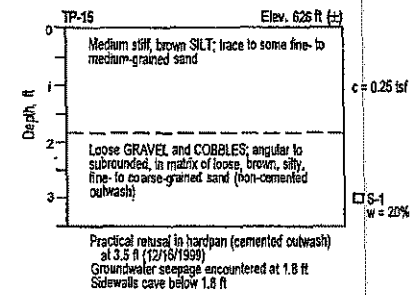 TP-15 Elev. 626 ft (±)
0
Medium stiff, brown SILT; trace to some fine- to
medium-grained sand
1
c = 0.25 tsf
Depth, ft
2
Loose GRAVEL and COBBLES; angular to
subrounded, in matrix of loose, brown, silty,
fine- to coarse-grained sand (non-cemented
outwash)
3
S-1
w = 20%
Practical refusal in hardpan (cemented outwash)
at 3.5 ft (12/16/1999)
Groundwater seepage encountered at 1.8 ft
Sidewalls cave below 1.8 ft